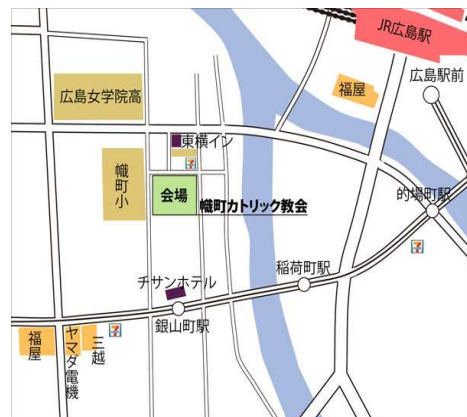 JR広島駅
広島駅前
福屋
広島女学院高
東横イン
7
幟町小
会場
幟町カトリック教会
的場町駅
7
稲荷町駅
チサンホテル
銀山町駅
7
福屋
ヤマダ電機
三越